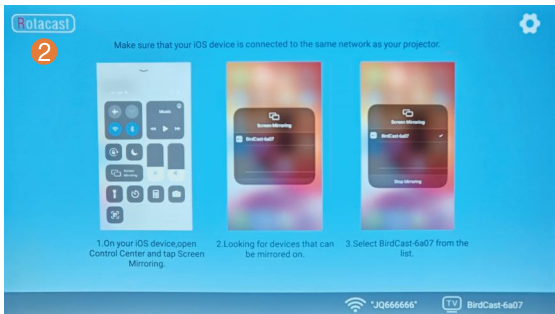 Rotacast
2
Make sure that your iOS device is connected to the same network as your projector.
Music
Screen
Mirroring
Screen Mirroring
BirdCast-6a07
Screen Mirroring
BirdCast-6a07
Stop Mirroring
1.On your iOS device,open
Control Center and tap Screen
Mirroring.
2.Looking for devices that can
be mirrored on.
3.Select BirdCast-6a07 from the
list.
"JQ666666"
TV
BirdCast-6a07